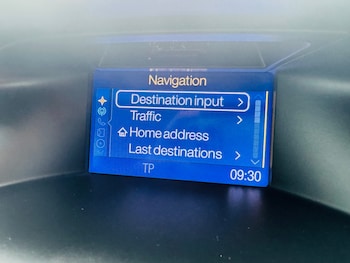 Navigation
Destination input
Traffic
Home address
Last destinations
TP
09:30